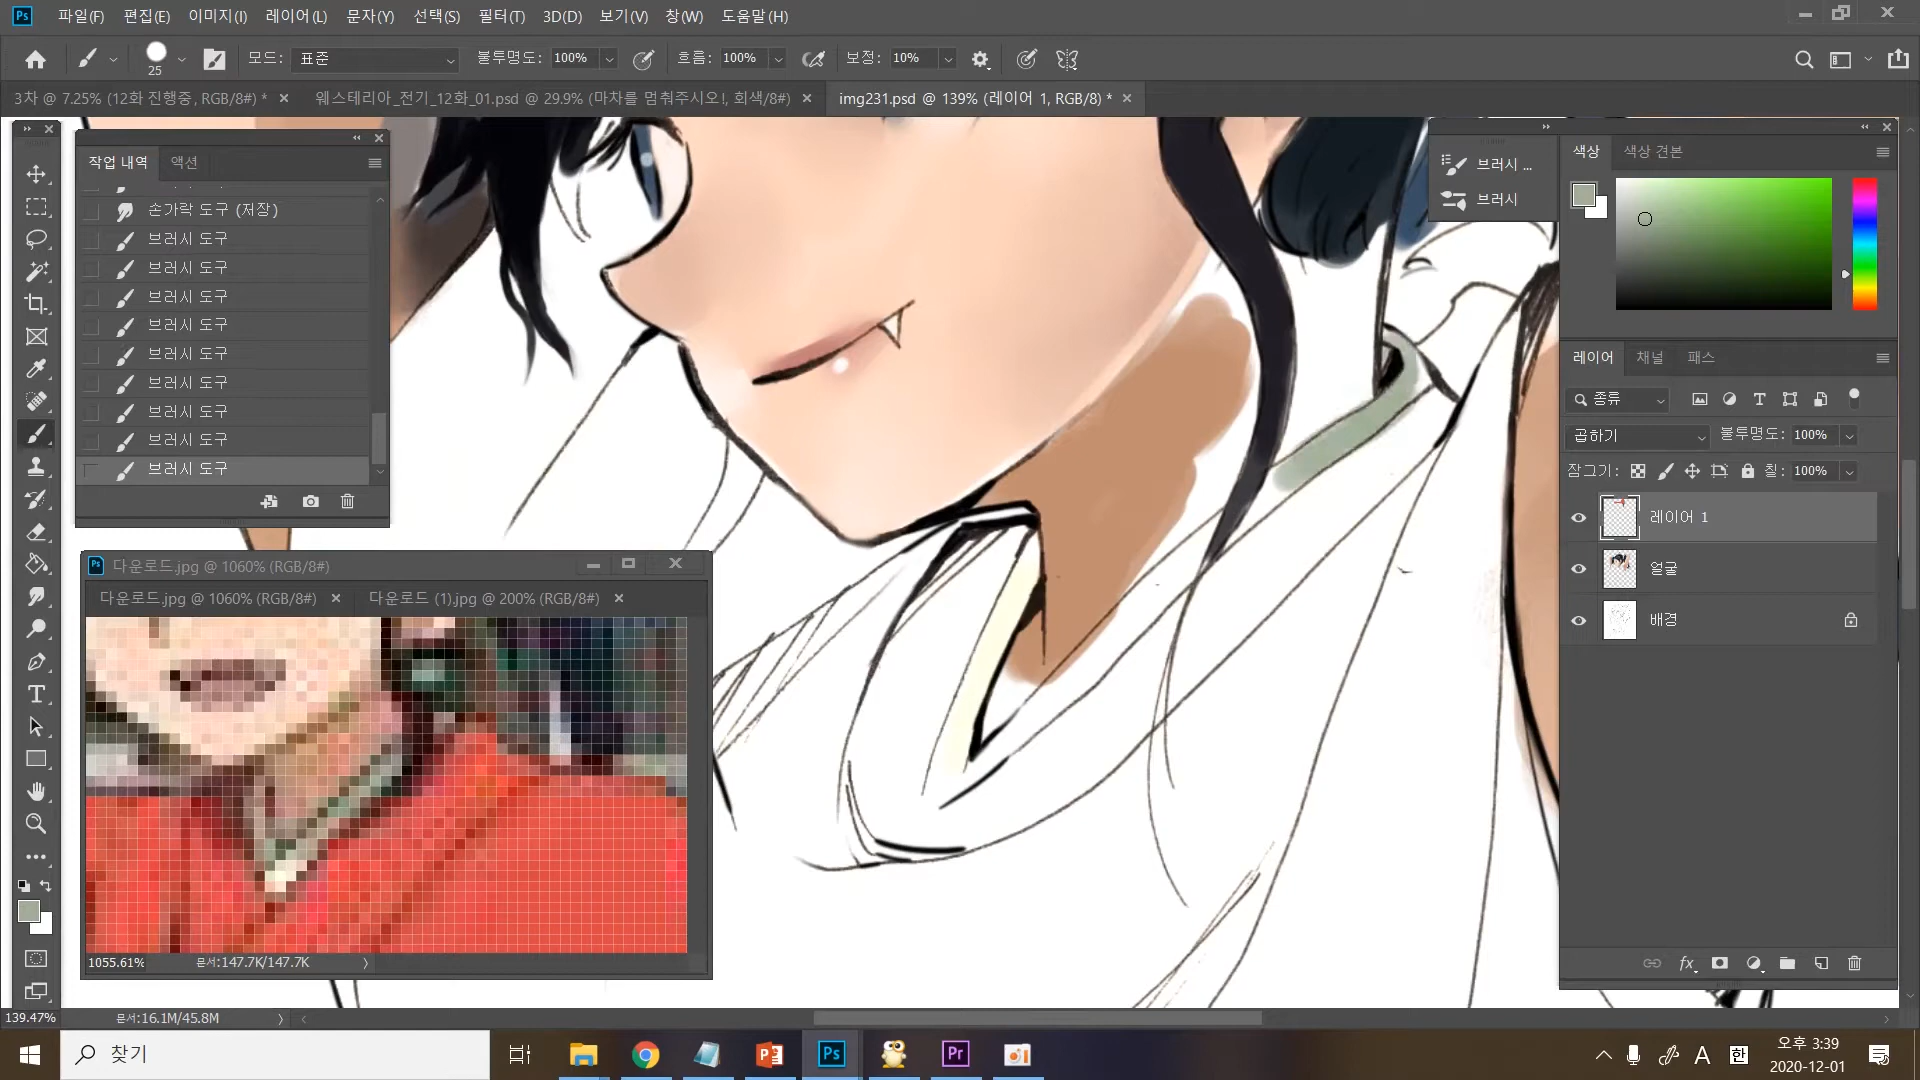 Ps 파일(F) 편집(E) 이미지(I) 레이어(L) 문자(Y) 선택(S) 필터(T) 3D(D) 보기(V) 창(W) 도움말(H)
25 모드: 표준 불투명도: 100% 흐름: 100% 보정: 10%
3차 @ 7.25% (12화 진행중, RGB/8#) * 웨스테리아_전기_12화_01.psd @ 29.9% (마차를 멈춰주시오!, 회색/8#) img231.psd @ 139% (레이어 1, RGB/8) *
작업 내역 액션
손가락 도구 (저장)
브러시 도구
브러시 도구
브러시 도구
브러시 도구
브러시 도구
브러시 도구
브러시 도구
브러시 도구
브러시 도구
브러시 ...
브러시
색상 색상 견본
레이어 채널 패스
종류
곱하기 불투명도: 100%
잠그기: 칠: 100%
레이어 1
얼굴
배경
fx
Ps 다운로드.jpg @ 1060% (RGB/8#)
다운로드.jpg @ 1060% (RGB/8#) 다운로드 (1).jpg @ 200% (RGB/8#)
1055.61% 문서:147.7K/147.7K
139.47% 문서:16.1M/45.8M
찾기
Ps Pr
A 한
오후 3:39
2020-12-01